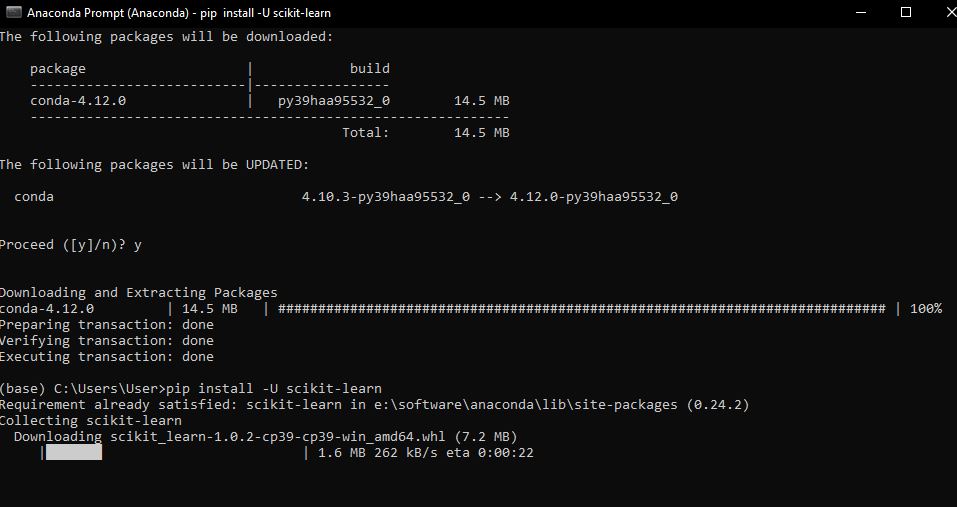 Anaconda Prompt (Anaconda) - pip  install -U scikit-learn
The following packages will be downloaded:
    package                    |            build
    ---------------------------|-----------------
    conda-4.12.0               |   py39haa95532_0        14.5 MB
    ------------------------------------------------------------
                                           Total:        14.5 MB
The following packages will be UPDATED:
  conda                               4.10.3-py39haa95532_0 --> 4.12.0-py39haa95532_0
Proceed ([y]/n)? y
Downloading and Extracting Packages
conda-4.12.0         | 14.5 MB   | ############################################################################ | 100%
Preparing transaction: done
Verifying transaction: done
Executing transaction: done
(base) C:\Users\User>pip install -U scikit-learn
Requirement already satisfied: scikit-learn in e:\software\anaconda\lib\site-packages (0.24.2)
Collecting scikit-learn
  Downloading scikit_learn-1.0.2-cp39-cp39-win_amd64.whl (7.2 MB)
     |███████                         | 1.6 MB 262 kB/s eta 0:00:22